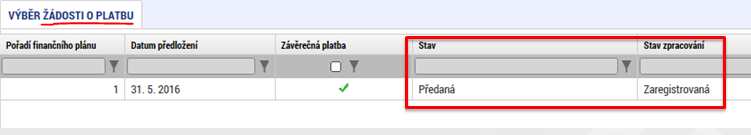 VÝBĚR ŽÁDOSTI O PLATBU
Pořadí finančního plánu Datum předložení Závěrečná platba Stav Stav zpracování
1 31. 5. 2016 Předaná Zaregistrovaná